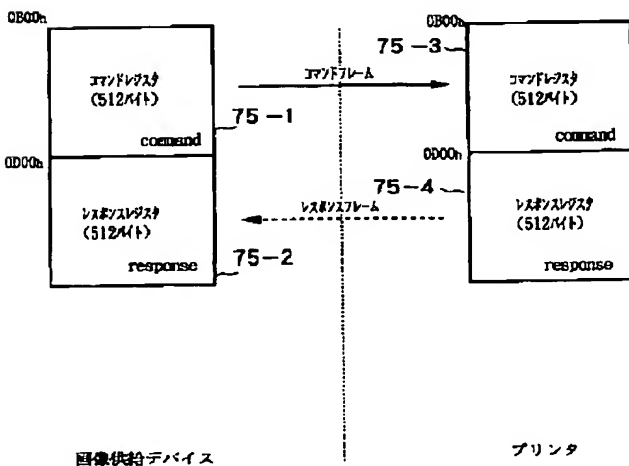 0B00h
コマンドレジスタ
(512バイト)
command
75-1
0D00h
レスポンスレジスタ
(512バイト)
response
75-2
コマンドフレーム
レスポンスフレーム
0B00h
75-3
コマンドレジスタ
(512バイト)
command
0D00h
75-4
レスポンスレジスタ
(512バイト)
response
画像供給デバイス
プリンタ